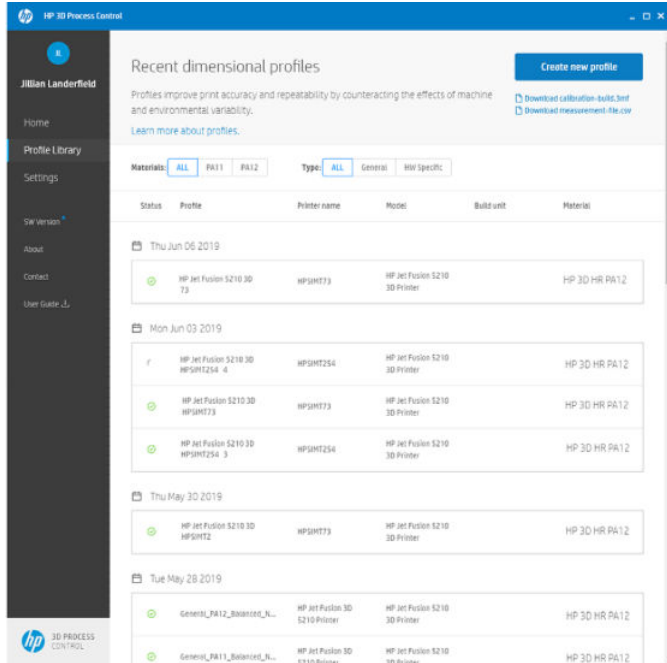 hp HP 3D Process Control
JL
Jillian Landerfield
Home
Profile Library
Settings
SW Version
About
Contact
User Guide
hp 3D PROCESS
CONTROL
Recent dimensional profiles
Profiles improve print accuracy and repeatability by counteracting the effects of machine
and environmental variability.
Learn more about profiles.
Create new profile
Download calibration-build.3mf
Download measurement-file.csv
Materials: ALL PA11 PA12 Type: ALL General HW Specific
Status Profile Printer name Model Build unit Material
Thu Jun 06 2019
HP Jet Fusion 5210 3D
73
HPSIMT73
HP Jet Fusion 5210
3D Printer
HP 3D HR PA12
Mon Jun 03 2019
HP Jet Fusion 5210 3D
HPSIMT254 4
HPSIMT254
HP Jet Fusion 5210
3D Printer
HP 3D HR PA12
HP Jet Fusion 5210 3D
HPSIMT73
HPSIMT73
HP Jet Fusion 5210
3D Printer
HP 3D HR PA12
HP Jet Fusion 5210 3D
HPSIMT254 3
HPSIMT254
HP Jet Fusion 5210
3D Printer
HP 3D HR PA12
Thu May 30 2019
HP Jet Fusion 5210 3D
HPSIMT2
HPSIMT73
HP Jet Fusion 5210
3D Printer
HP 3D HR PA12
Tue May 28 2019
General_PA12_Balanced_N...
HP Jet Fusion 3D
5210 Printer
HP Jet Fusion 5210
3D Printer
HP 3D HR PA12
General_PA11_Balanced_N...
HP Jet Fusion 3D
5210 Printer
HP Jet Fusion 5210
3D Printer
HP 3D HR PA12